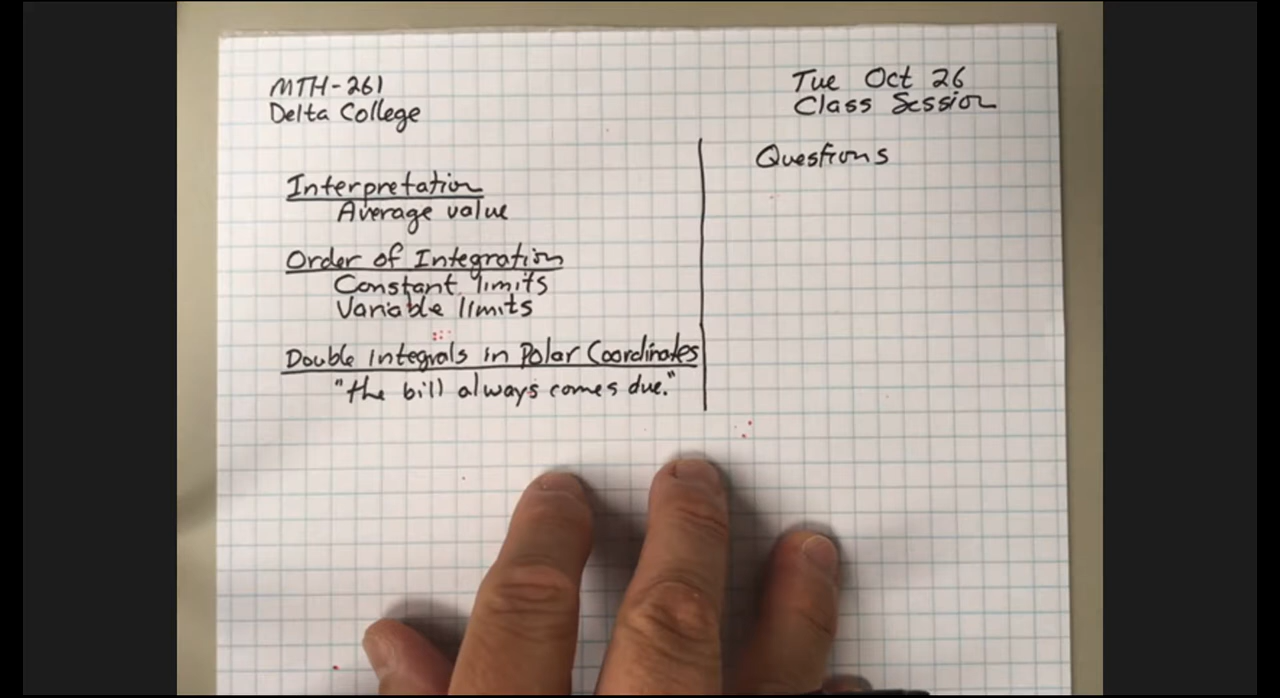 MTH-261
Delta College
Tue Oct 26
Class Session
Interpretation
Average value
Order of Integration
Constant limits
Variable limits
Double integrals in Polar Coordinates
"the bill always comes due."
Questions